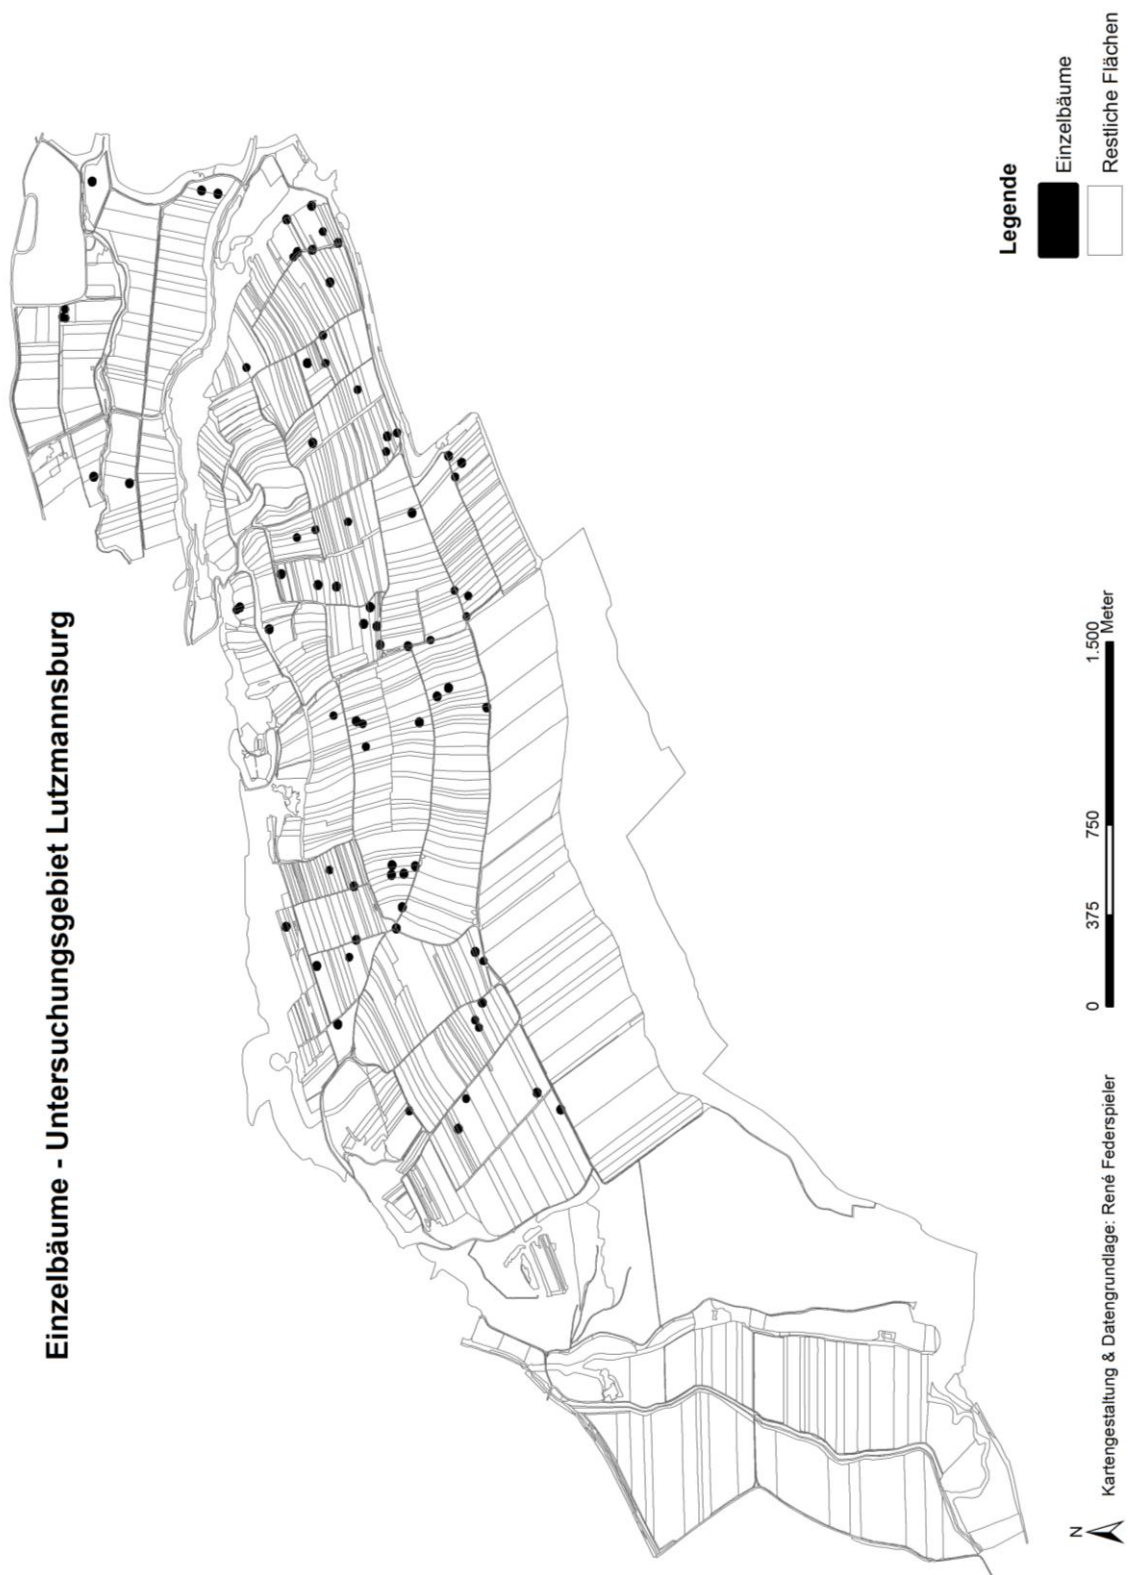 Einzelbäume - Untersuchungsgebiet Lutzmannsburg
Legende
Einzelbäume
Restliche Flächen
N
Kartengestaltung & Datengrundlage: René Federspieler
0 375 750 1.500
Meter